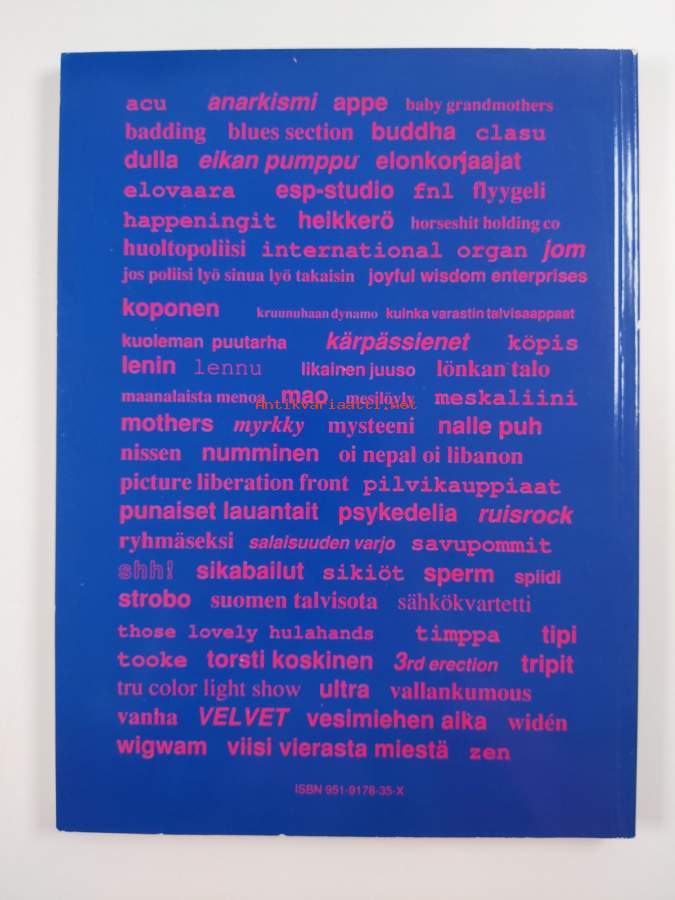 acu anarkismi appe baby grandmothers
badding blues section buddha clasu
dulla eikan pumppu elonkorjaajat
elovaara esp-studio fnl flyygeli
happeningit heikkerö horseshit holding co
huoltopoliisi international organ jom
jos poliisi lyö sinua lyö takaisin joyful wisdom enterprises
koponen kruunuhaan dynamo kuinka varastin talvisaappaat
kuoleman puutarha kärpässienet köpis
lenin lennu likainen juuso lönkan talo
maanalaista menoa mao mesilöyly meskaliini
Antikvariaatti.net
mothers myrkky mysteeni nalle puh
nissen numminen oi nepal oi libanon
picture liberation front pilvikauppiaat
punaiset lauantait psykedelia ruisrock
ryhmäseksi salaisuuden varjo savupommit
shh! sikabailut sikiöt sperm spiidi
strobo suomen talvisota sähkökvartetti
those lovely hulahands timppa tipi
tooke torsti koskinen 3rd erection tripit
tru color light show ultra vallankumous
vanha VELVET vesimiehen aika widén
wigwam viisi vierasta miestä zen
ISBN 951-9178-35-X